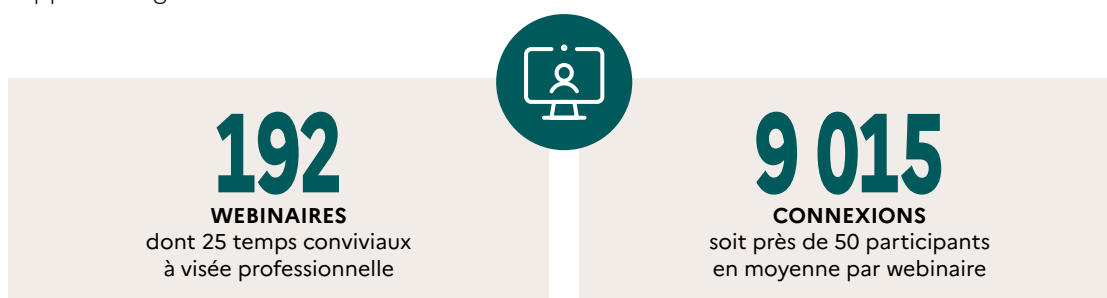 192
WEBINAIRES
dont 25 temps conviviaux
à visée professionnelle
9 015
CONNEXIONS
soit près de 50 participants
en moyenne par webinaire